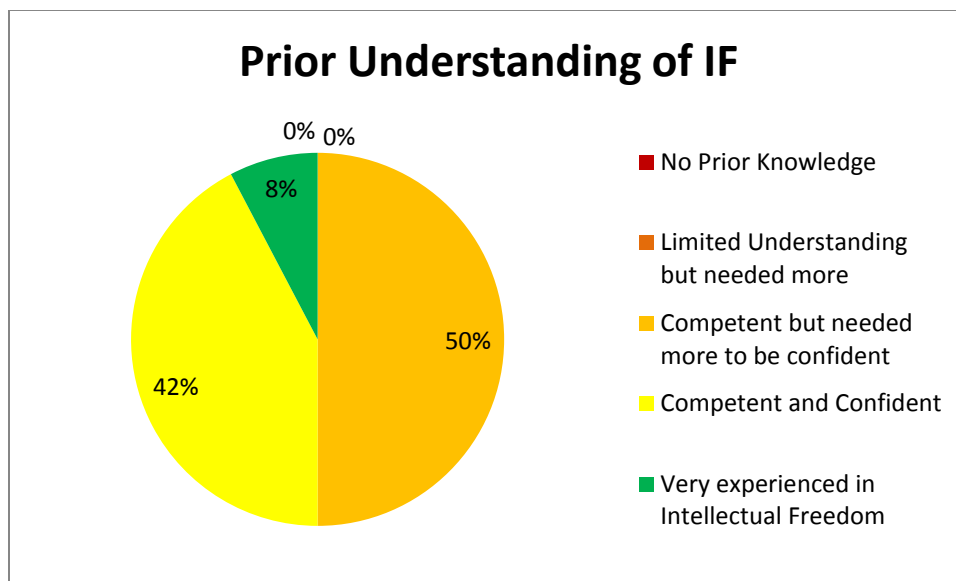 Prior Understanding of IF
0% 0%
8%
50%
42%
No Prior Knowledge
Limited Understanding
but needed more
Competent but needed
more to be confident
Competent and Confident
Very experienced in
Intellectual Freedom